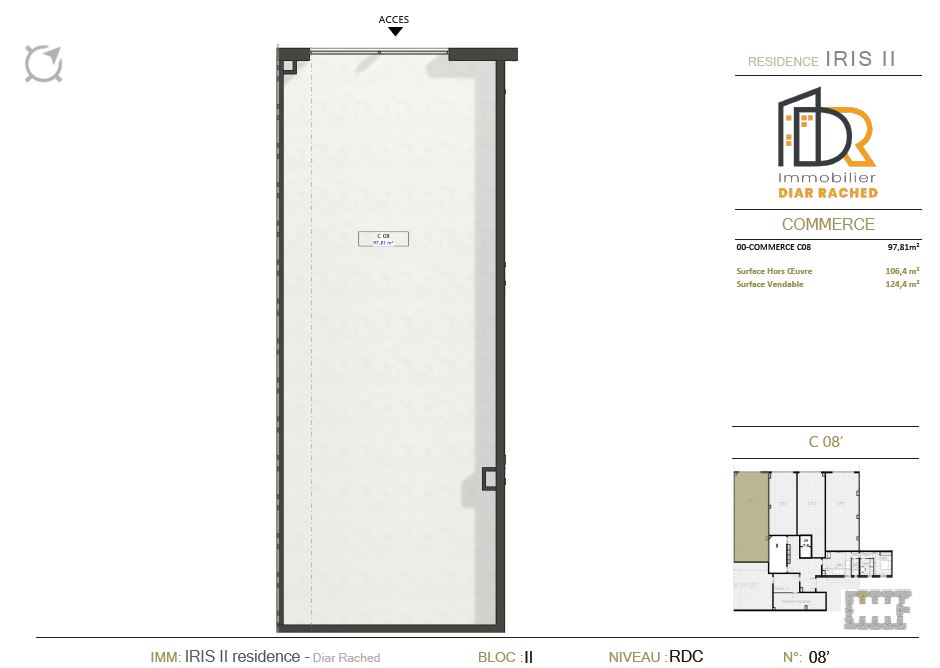 ACCES
RESIDENCE IRIS II
DR
Immobilier
DIAR RACHED
COMMERCE
00-COMMERCE C08 97,81m²
Surface Hors Œuvre 106,4 m²
Surface Vendable 124,4 m²
C 08
97,81 m²
C 08’
IMM: IRIS II residence - Diar Rached BLOC :II NIVEAU :RDC N°: 08’